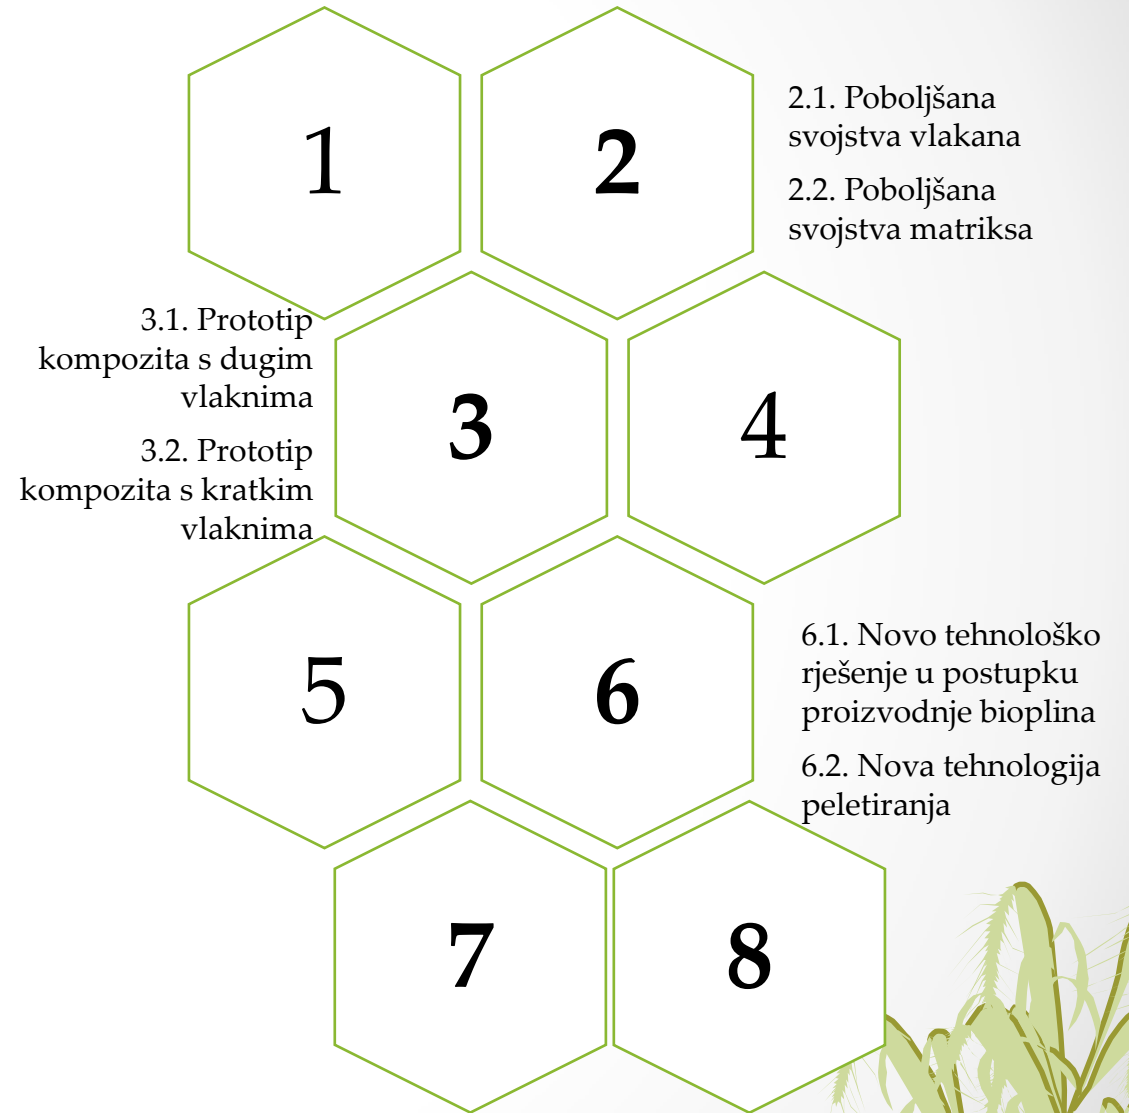 1
2
2.1. Poboljšana
svojstva vlakana
2.2. Poboljšana
svojstva matriksa
3.1. Prototip
kompozita s dugim
vlaknima
3.2. Prototip
kompozita s kratkim
vlaknima
3
4
5
6
6.1. Novo tehnološko
rješenje u postupku
proizvodnje bioplina
6.2. Nova tehnologija
peletiranja
7
8